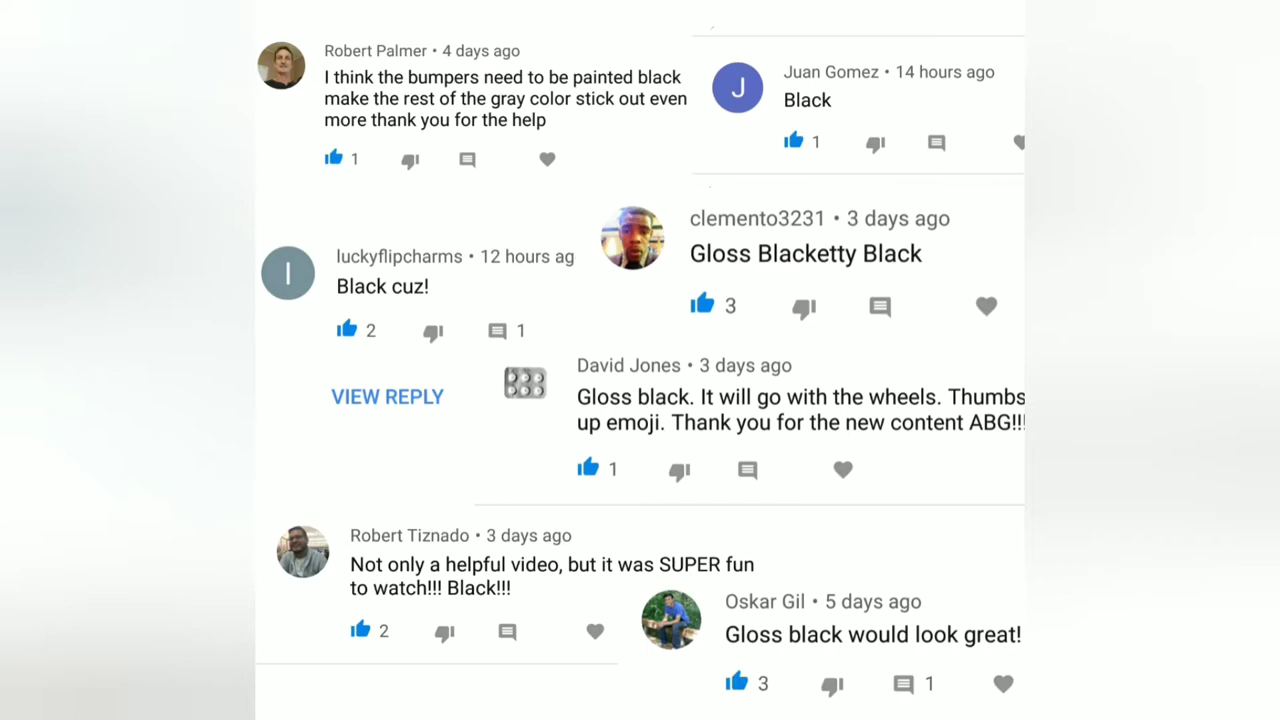 Robert Palmer • 4 days ago
I think the bumpers need to be painted black
make the rest of the gray color stick out even
more thank you for the help
1
J
Juan Gomez • 14 hours ago
Black
1
clemento3231 • 3 days ago
Gloss Blacketty Black
3
l
luckyflipcharms • 12 hours ag
Black cuz!
2
1
VIEW REPLY
David Jones • 3 days ago
Gloss black. It will go with the wheels. Thumbs
up emoji. Thank you for the new content ABG!!!
1
Robert Tiznado • 3 days ago
Not only a helpful video, but it was SUPER fun
to watch!!! Black!!!
2
Oskar Gil • 5 days ago
Gloss black would look great!
3
1